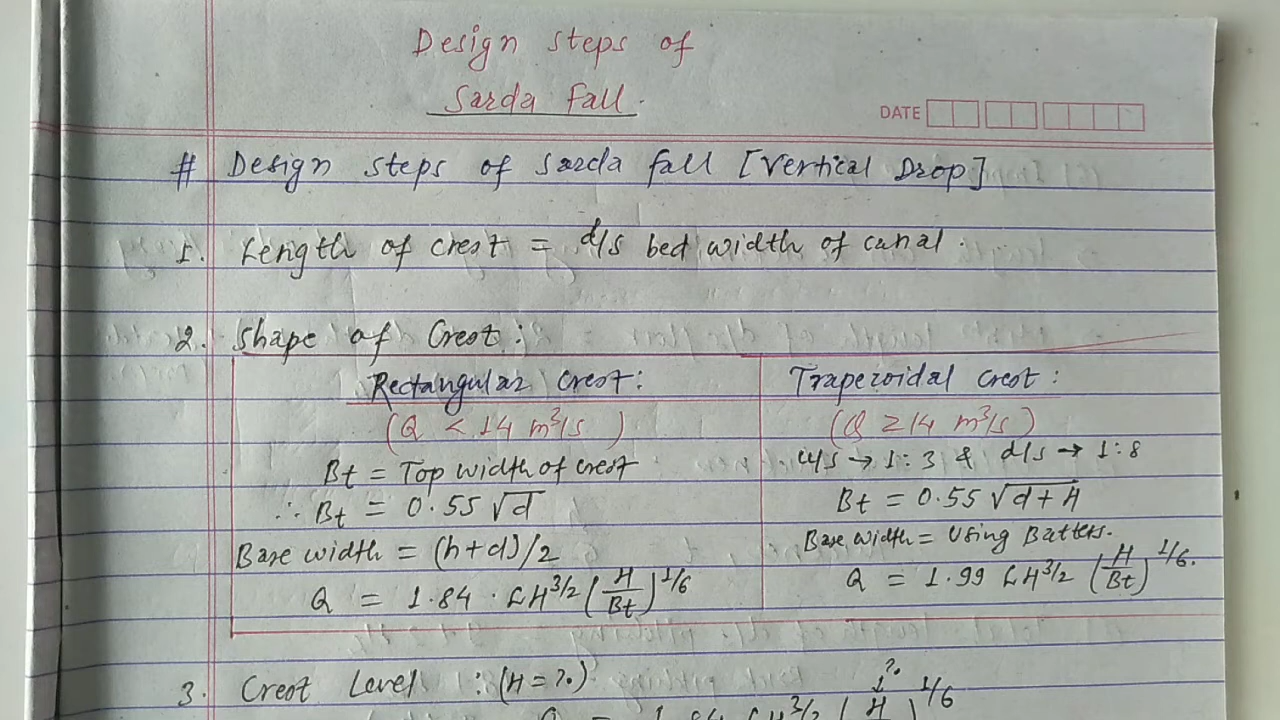 Design steps of
Sarda Fall.
DATE
# Design steps of Sarda fall [Vertical Drop]
1. Length of crest = d/s bed width of canal.
2. Shape of Crest:
Rectangular Crest:
(Q < 14 m³/s)
Bt = Top width of crest
∴ Bt = 0.55 √d
Base width = (h+d)/2
Q = 1.84 · LH^3/2 (H/Bt)^1/6
Trapezoidal Crest:
(Q ≥ 14 m³/s)
u/s → 1:3 & d/s → 1:8
Bt = 0.55 √d+H
Base width = Using Batters.
Q = 1.99 LH^3/2 (H/Bt)^1/6.
3. Crest Level : (H = ?.)